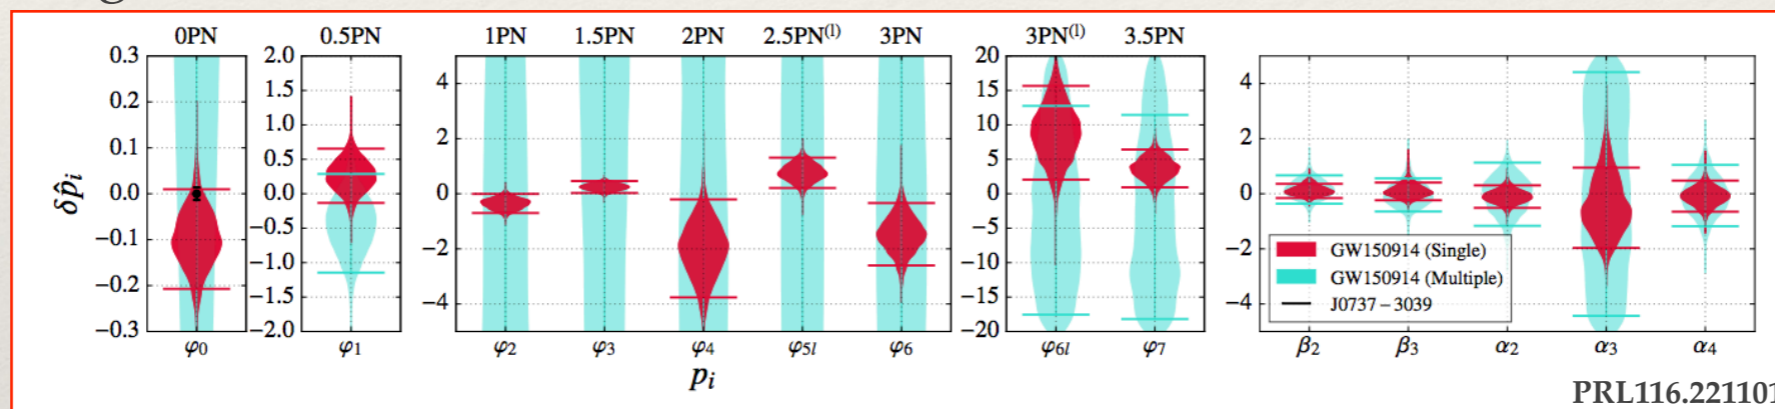 0PN 0.5PN 1PN 1.5PN 2PN 2.5PN(l) 3PN 3PN(l) 3.5PN
0.3 2.0 20
0.2 1.5 4 15 4
0.1 1.0 2 10 2
0.5 5
δp̂i 0.0 0.0 0 0 0
−0.1 −0.5 −5
−0.2 −1.0 −2 −10 −2
−1.5 −4 −15 −4
−0.3 −2.0 −20
GW150914 (Single)
GW150914 (Multiple)
J0737−3039
φ0 φ1 φ2 φ3 φ4 φ5l φ6 φ6l φ7 β2 β3 α2 α3 α4
pi
PRL116.221101